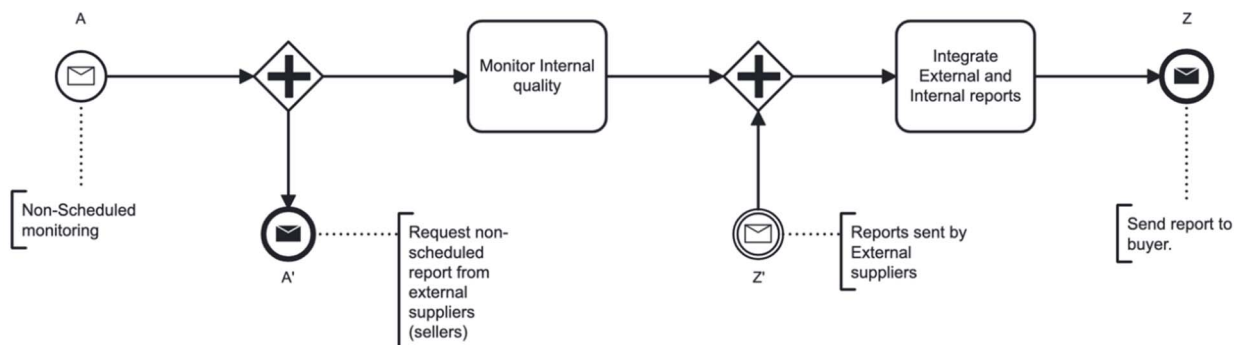 A
Z
Monitor Internal
quality
Integrate
External and
Internal reports
Non-Scheduled
monitoring
A'
Request non-
scheduled
report from
external
suppliers
(sellers)
Z'
Reports sent by
External
suppliers
Send report to
buyer.